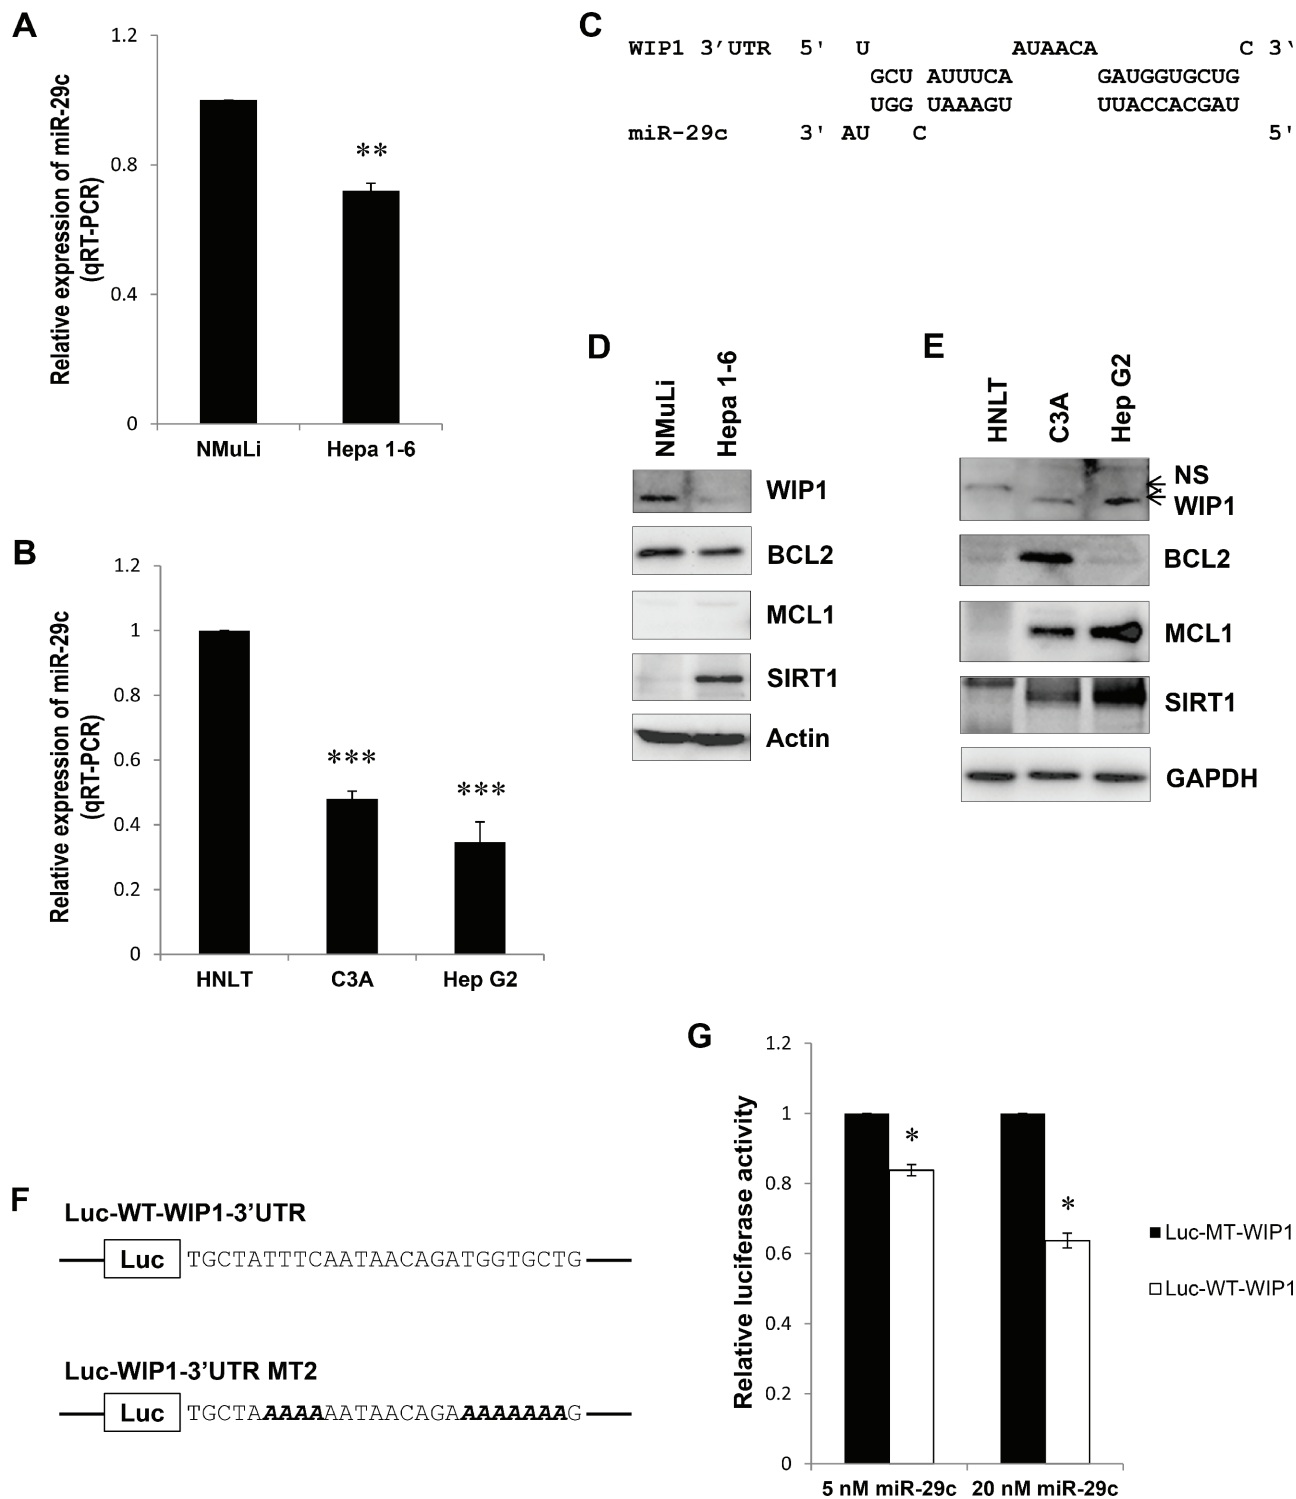 A
1.2
0.8
0.4
0
Relative expression of miR-29c
(qRT-PCR)
**
NMuLi Hepa 1-6
B
1.2
1
0.8
0.6
0.4
0.2
0
Relative expression of miR-29c
(qRT-PCR)
*** ***
HNLT C3A Hep G2
C
WIP1 3’UTR 5' U AUAACA C 3'
GCU AUUUCA GAUGGUGCUG
UGG UAAAGU UUACCACGAU
miR-29c 3' AU C 5'
D
NMuLi
Hepa 1-6
WIP1
BCL2
MCL1
SIRT1
Actin
E
HNLT
C3A
Hep G2
NS
WIP1
BCL2
MCL1
SIRT1
GAPDH
F
Luc-WT-WIP1-3’UTR
Luc TGCTATTTCAATAACAGATGGTGCTG
Luc-WIP1-3’UTR MT2
Luc TGCTAAAAAAATAACAGAAAAAAAAG
G
1.2
1
0.8
0.6
0.4
0.2
0
Relative luciferase activity
* *
5 nM miR-29c 20 nM miR-29c
Luc-MT-WIP1
Luc-WT-WIP1